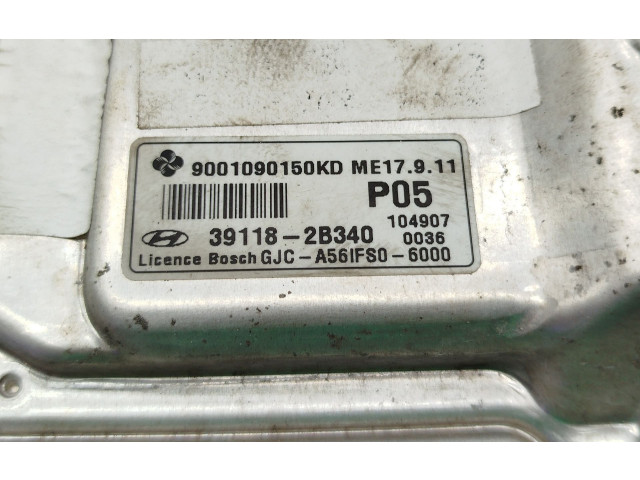 9001090150KD ME17.9.11
P05
104907
39118-2B340 0036
Licence Bosch GJC-A56IFS0-6000